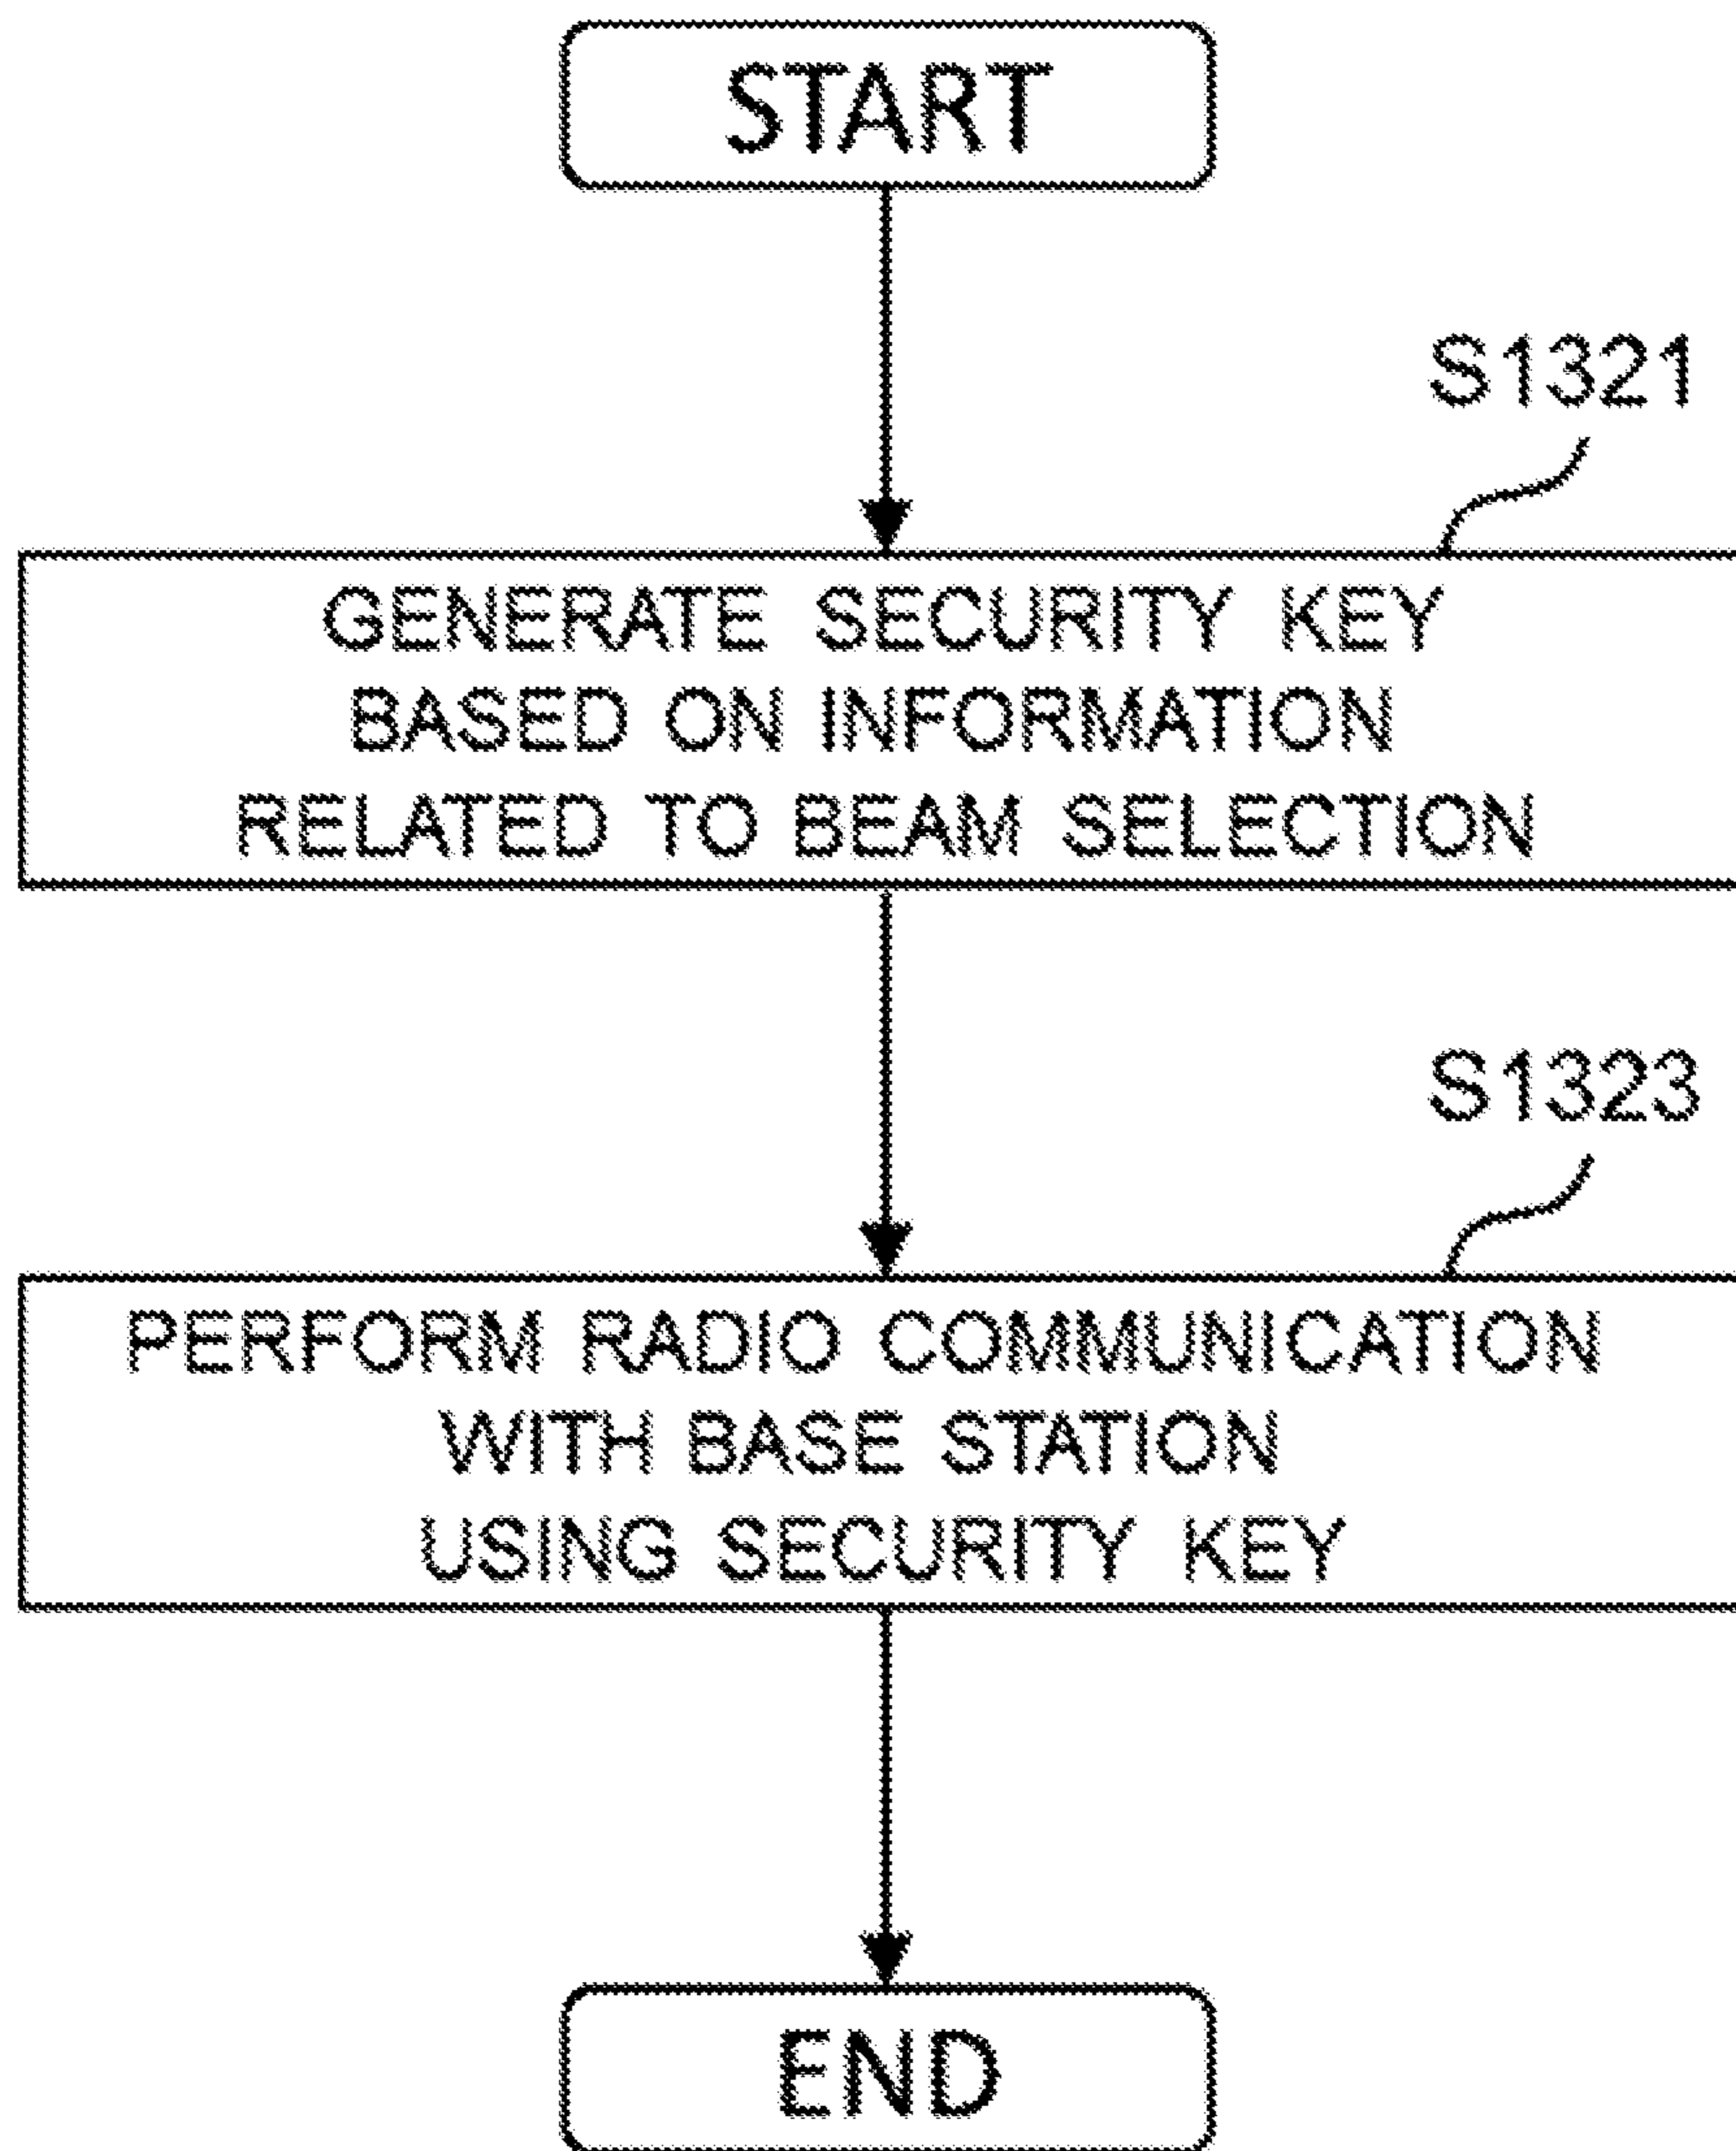 START
S1321
GENERATE SECURITY KEY
BASED ON INFORMATION
RELATED TO BEAM SELECTION
S1323
PERFORM RADIO COMMUNICATION
WITH BASE STATION
USING SECURITY KEY
END